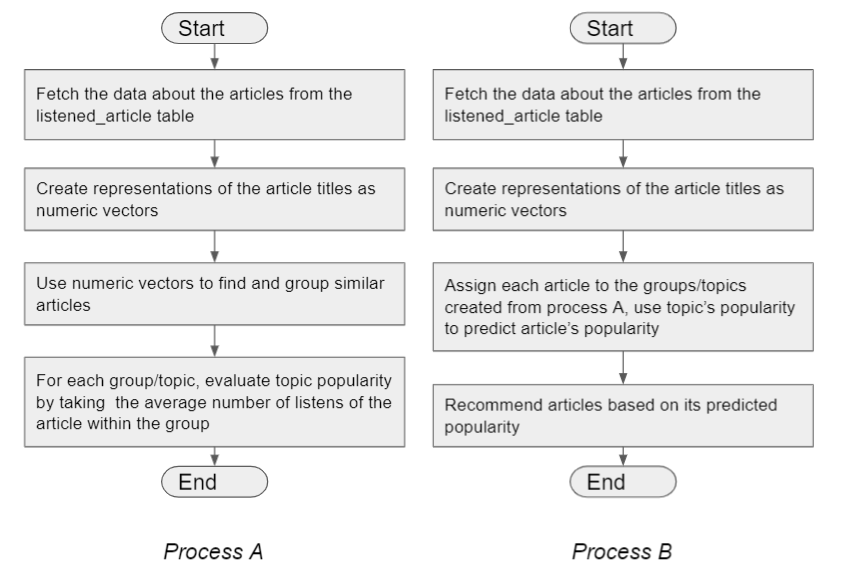 Start
Fetch the data about the articles from the
listened_article table
Create representations of the article titles as
numeric vectors
Use numeric vectors to find and group similar
articles
For each group/topic, evaluate topic popularity
by taking the average number of listens of the
article within the group
End
Process A
Start
Fetch the data about the articles from the
listened_article table
Create representations of the article titles as
numeric vectors
Assign each article to the groups/topics
created from process A, use topic's popularity
to predict article's popularity
Recommend articles based on its predicted
popularity
End
Process B